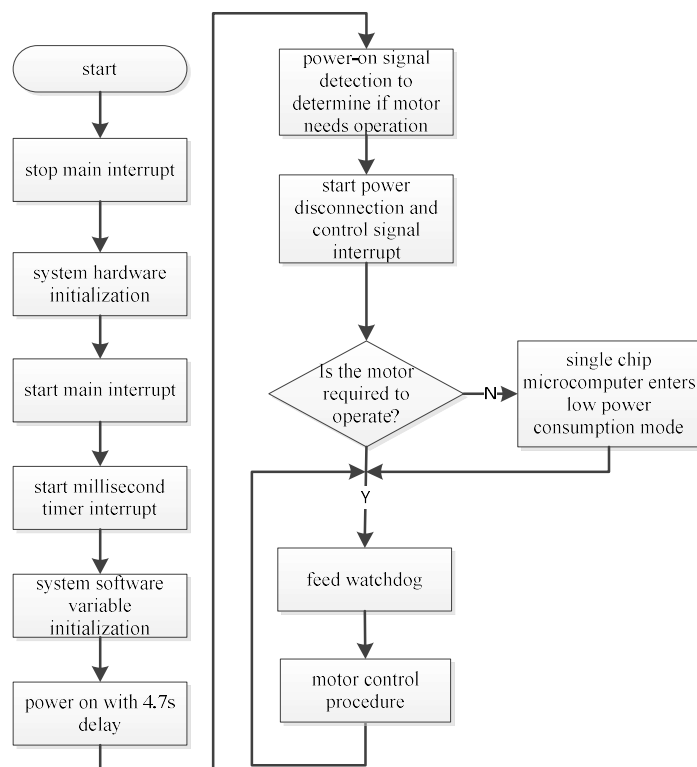 start
stop main interrupt
system hardware
initialization
start main interrupt
start millisecond
timer interrupt
system software
variable
initialization
power on with 4.7s
delay
power-on signal
detection to
determine if motor
needs operation
start power
disconnection and
control signal
interrupt
Is the motor
required to
operate?
N
single chip
microcomputer enters
low power
consumption mode
Y
feed watchdog
motor control
procedure